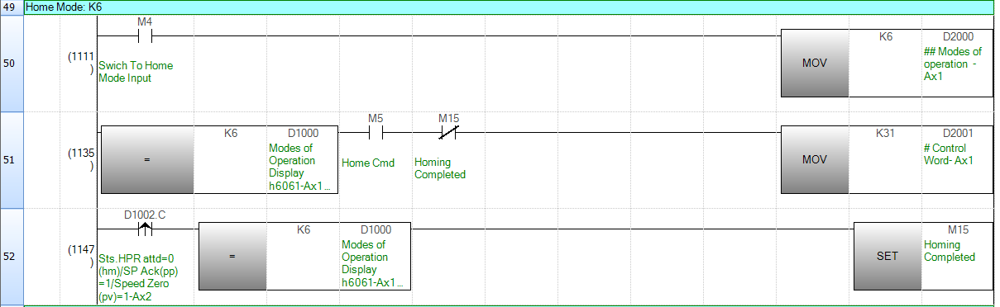 49 Home Mode: K6
M4
K6 D2000
50 (1111) MOV
Swich To Home
Mode Input
## Modes of
operation -
Ax1
M5 M15
K6 D1000 K31 D2001
51 (1135) = MOV
Modes of
Operation
Display
h6061-Ax1...
Home Cmd
Homing
Completed
# Control
Word- Ax1
D1002.C
K6 D1000 M15
52 (1147) = SET
Sts.HPR attd=0
(hm)/SP Ack(pp)
=1/Speed Zero
(pv)=1-Ax2
Modes of
Operation
Display
h6061-Ax1...
Homing
Completed